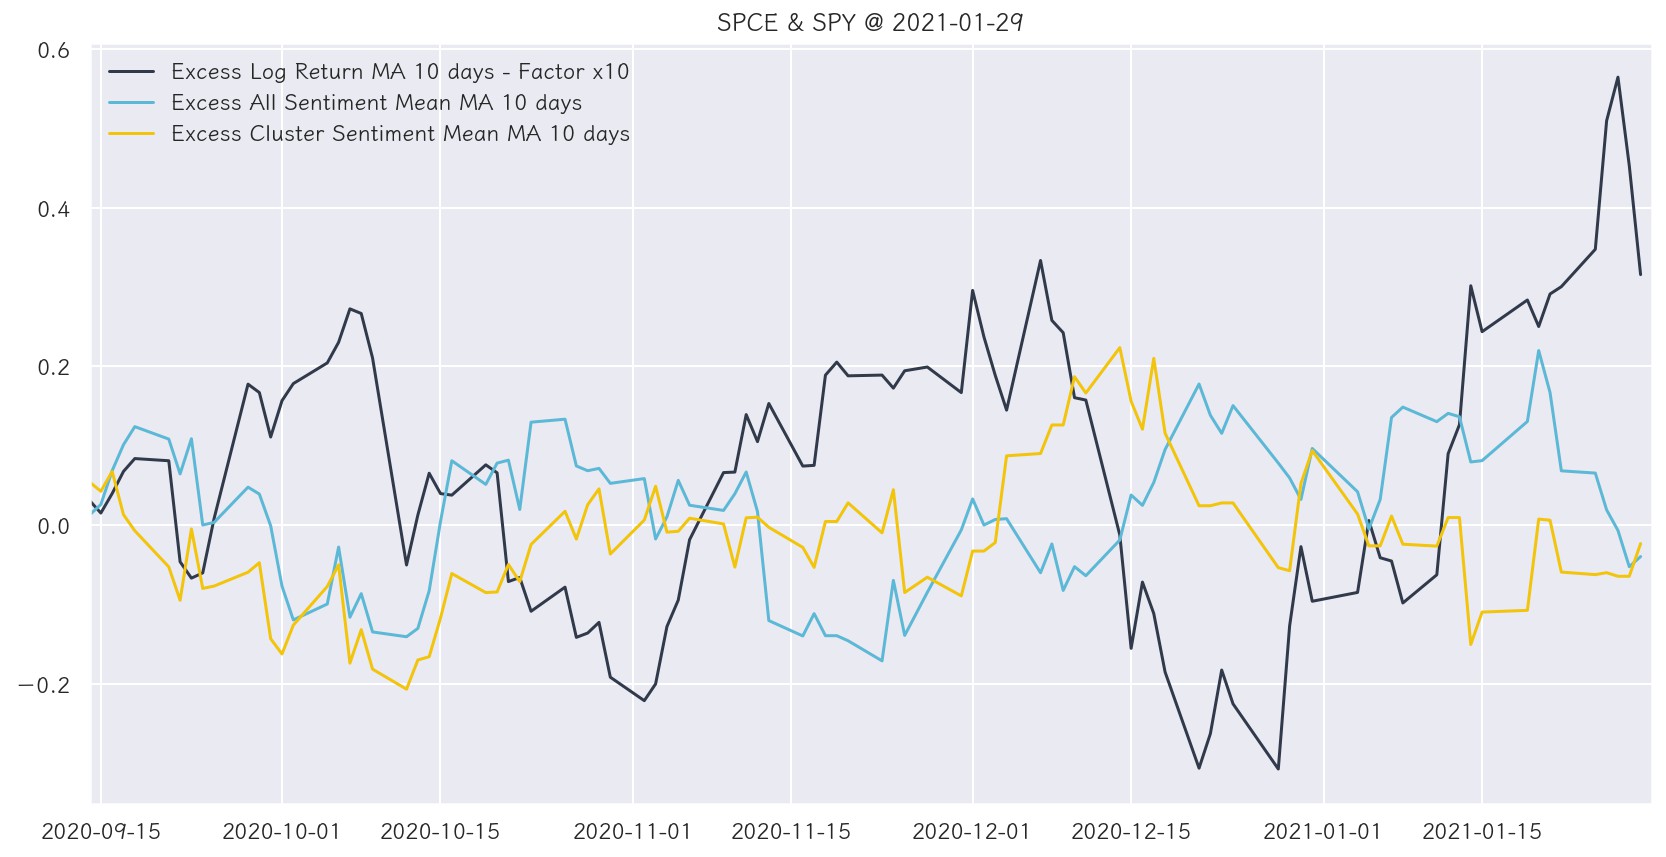 SPCE & SPY @ 2021-01-29
Excess Log Return MA 10 days - Factor x10
Excess All Sentiment Mean MA 10 days
Excess Cluster Sentiment Mean MA 10 days
0.6
0.4
0.2
0.0
−0.2
2020-09-15 2020-10-01 2020-10-15 2020-11-01 2020-11-15 2020-12-01 2020-12-15 2021-01-01 2021-01-15